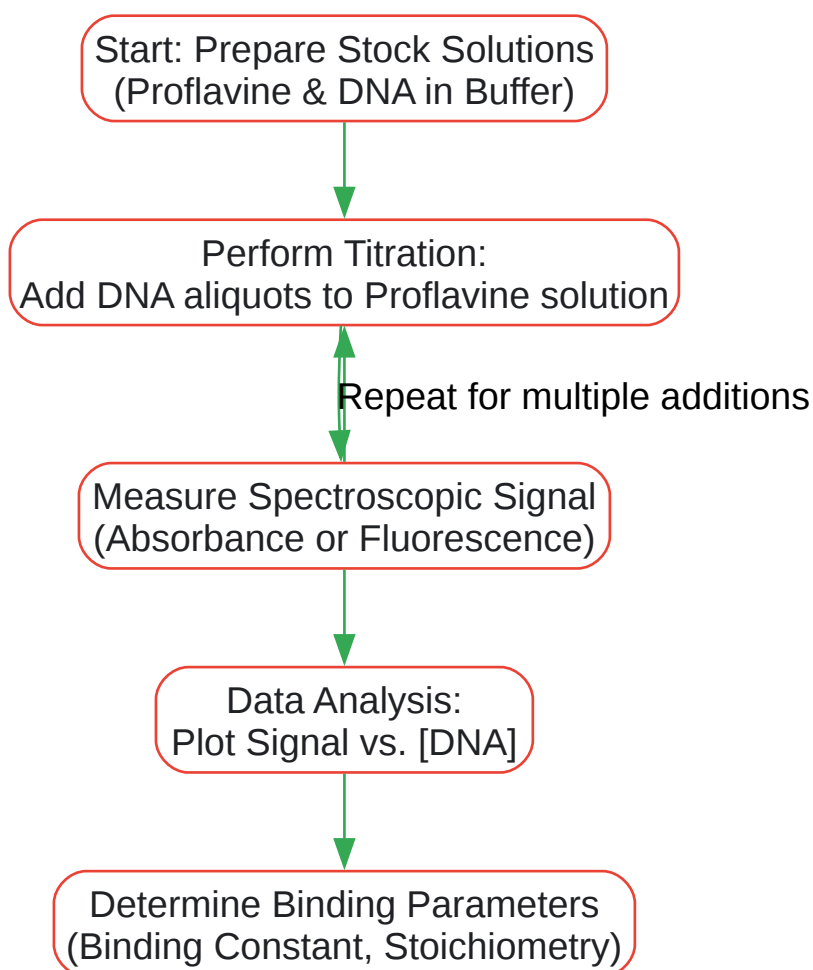 Start: Prepare Stock Solutions
(Proflavine & DNA in Buffer)
Perform Titration:
Add DNA aliquots to Proflavine solution
Repeat for multiple additions
Measure Spectroscopic Signal
(Absorbance or Fluorescence)
Data Analysis:
Plot Signal vs. [DNA]
Determine Binding Parameters
(Binding Constant, Stoichiometry)